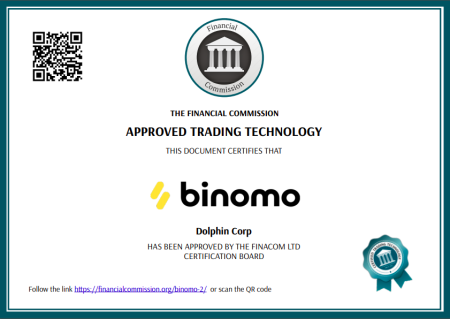 Financial
Commission
THE FINANCIAL COMMISSION
APPROVED TRADING TECHNOLOGY
THIS DOCUMENT CERTIFIES THAT
binomo
Dolphin Corp
HAS BEEN APPROVED BY THE FINACOM LTD
CERTIFICATION BOARD
Follow the link https://financialcommission.org/binomo-2/ or scan the QR code